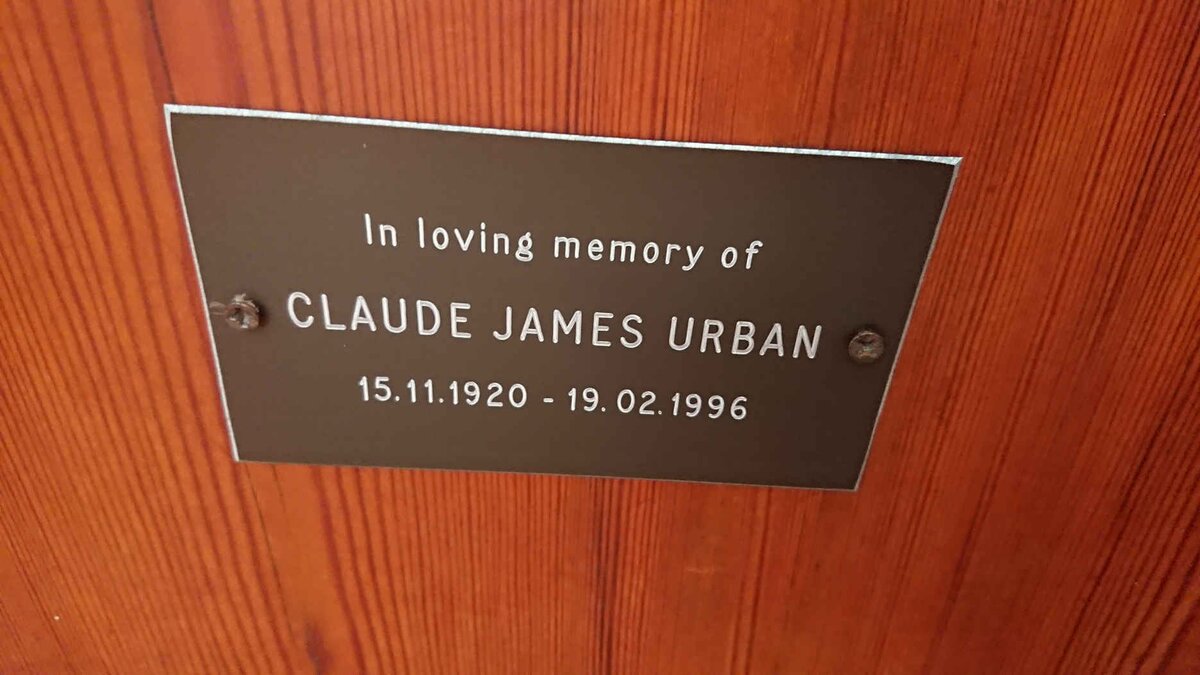 In loving memory of
CLAUDE JAMES URBAN
15.11.1920 - 19.02.1996